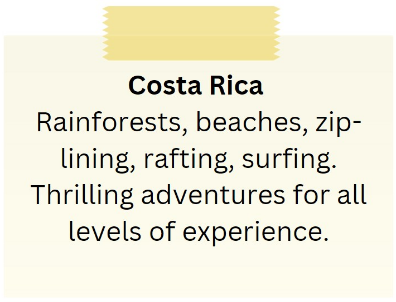 Costa Rica
Rainforests, beaches, zip-
lining, rafting, surfing.
Thrilling adventures for all
levels of experience.